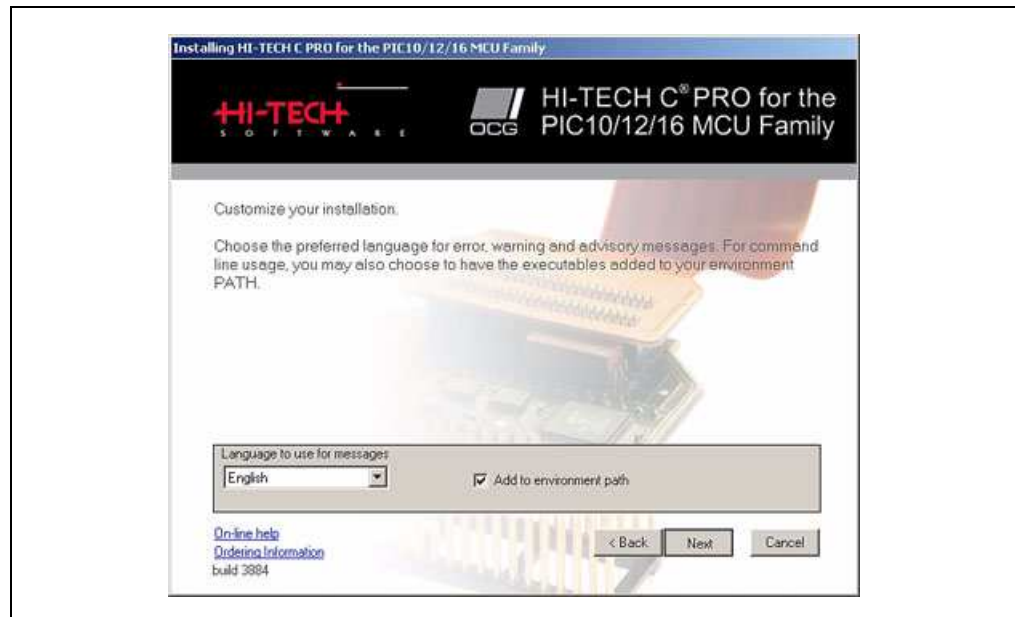 Installing HI-TECH C PRO for the PIC10/12/16 MCU Family
HI-TECH
SOFTWARE
OCG
HI-TECH C® PRO for the
PIC10/12/16 MCU Family
Customize your installation.
Choose the preferred language for error, warning and advisory messages. For command
line usage, you may also choose to have the executables added to your environment
PATH.
Language to use for messages
English
Add to environment path
On-line help
Ordering Information
build 3884
< Back
Next
Cancel